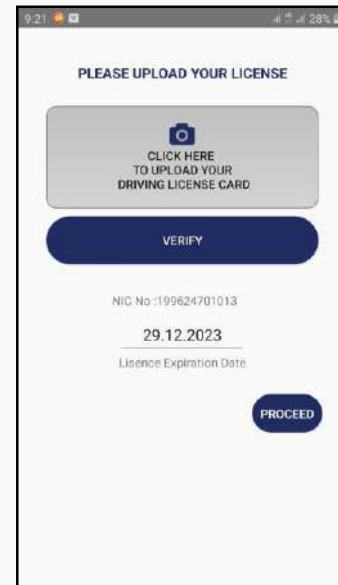 9:21
28%
PLEASE UPLOAD YOUR LICENSE
CLICK HERE
TO UPLOAD YOUR
DRIVING LICENSE CARD
VERIFY
NIC No :199624701013
29.12.2023
Lisence Expiration Date
PROCEED